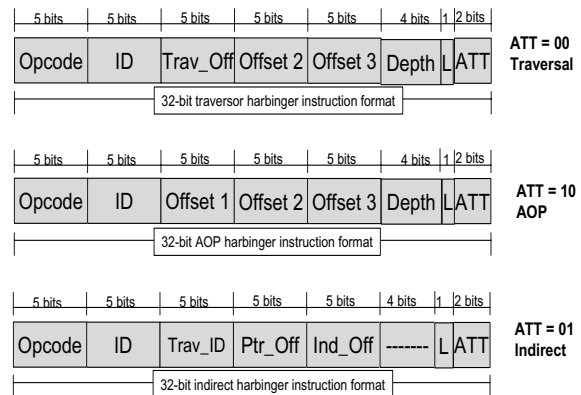 5 bits 5 bits 5 bits 5 bits 5 bits 4 bits 1 2 bits
Opcode ID Trav_Off Offset 2 Offset 3 Depth L ATT
ATT = 00
Traversal
32-bit traversor harbinger instruction format
5 bits 5 bits 5 bits 5 bits 5 bits 4 bits 1 2 bits
Opcode ID Offset 1 Offset 2 Offset 3 Depth L ATT
ATT = 10
AOP
32-bit AOP harbinger instruction format
5 bits 5 bits 5 bits 5 bits 5 bits 4 bits 1 2 bits
Opcode ID Trav_ID Ptr_Off Ind_Off ------- L ATT
ATT = 01
Indirect
32-bit indirect harbinger instruction format